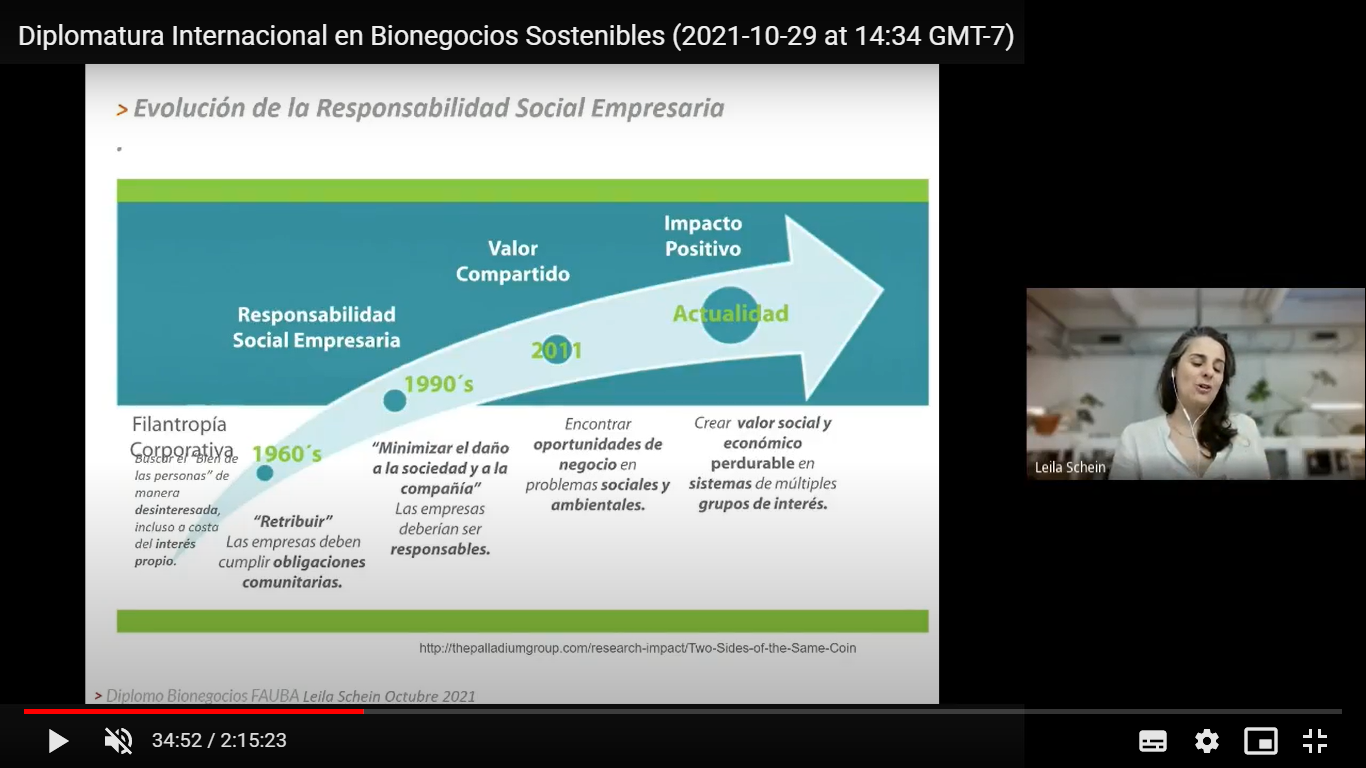 Diplomatura Internacional en Bionegocios Sostenibles (2021-10-29 at 14:34 GMT-7)
> Evolución de la Responsabilidad Social Empresaria
.
Impacto
Positivo
Valor
Compartido
Responsabilidad
Social Empresaria
Actualidad
2011
1990´s
1960´s
Filantropía
Corporativa
Buscar el "Bien de
las personas" de
manera
desinteresada,
incluso a costa
del interés
propio.
“Retribuir”
Las empresas deben
cumplir obligaciones
comunitarias.
“Minimizar el daño
a la sociedad y a la
compañía”
Las empresas
deberían ser
responsables.
Encontrar
oportunidades de
negocio en
problemas sociales y
ambientales.
Crear valor social y
económico
perdurable en
sistemas de múltiples
grupos de interés.
http://thepalladiumgroup.com/research-impact/Two-Sides-of-the-Same-Coin
> Diplomo Bionegocios FAUBA Leila Schein Octubre 2021
Leila Schein
34:52 / 2:15:23